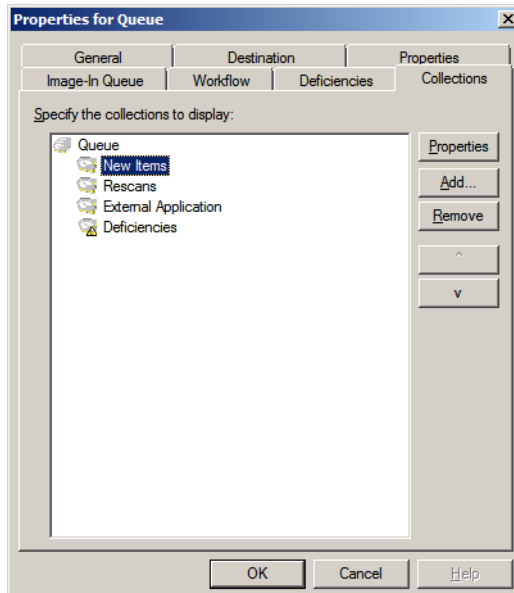 Properties for Queue
General Destination Properties
Image-In Queue Workflow Deficiencies Collections
Specify the collections to display:
Queue
New Items
Rescans
External Application
Deficiencies
Properties
Add...
Remove
^
v
OK Cancel Help